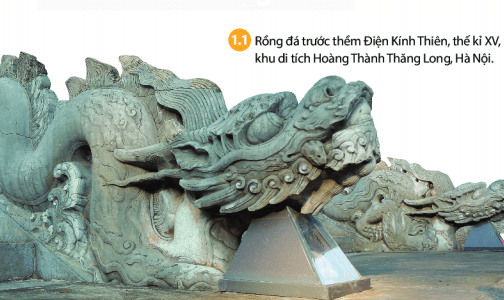 1.1 Rồng đá trước thềm Điện Kính Thiên, thế kỉ XV,
khu di tích Hoàng Thành Thăng Long, Hà Nội.